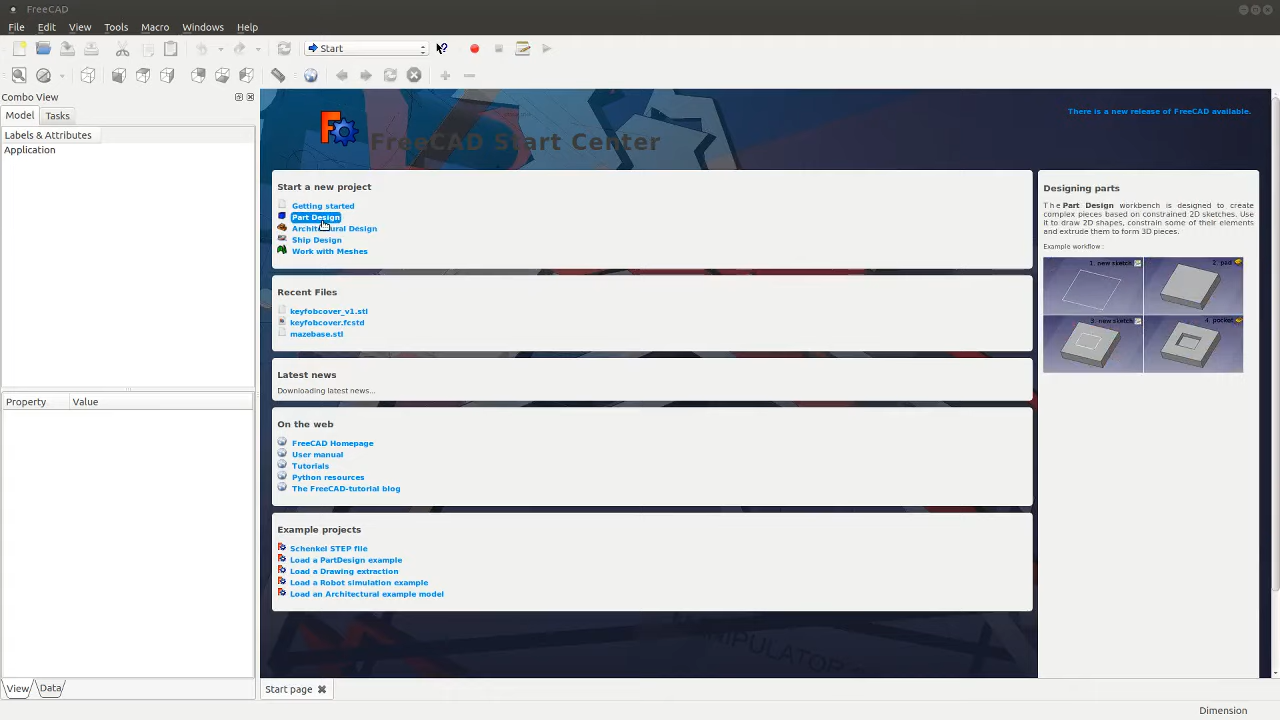 FreeCAD
File Edit View Tools Macro Windows Help
Start
Combo View
Model Tasks
Labels & Attributes
Application
Property Value
View Data
There is a new release of FreeCAD available.
FreeCAD Start Center
Start a new project
Getting started
Part Design
Architectural Design
Ship Design
Work with Meshes
Recent Files
keyfobcover_v1.stl
keyfobcover.fcstd
mazebase.stl
Latest news
Downloading latest news...
On the web
FreeCAD Homepage
User manual
Tutorials
Python resources
The FreeCAD-tutorial blog
Example projects
Schenkel STEP file
Load a PartDesign example
Load a Drawing extraction
Load a Robot simulation example
Load an Architectural example model
Designing parts
The Part Design workbench is designed to create
complex pieces based on constrained 2D sketches. Use
it to draw 2D shapes, constrain some of their elements
and extrude them to form 3D pieces.
Example workflow :
1. new sketch
2. pad
3. new sketch
4. pocket
MANIPULATOR
Start page
Dimension